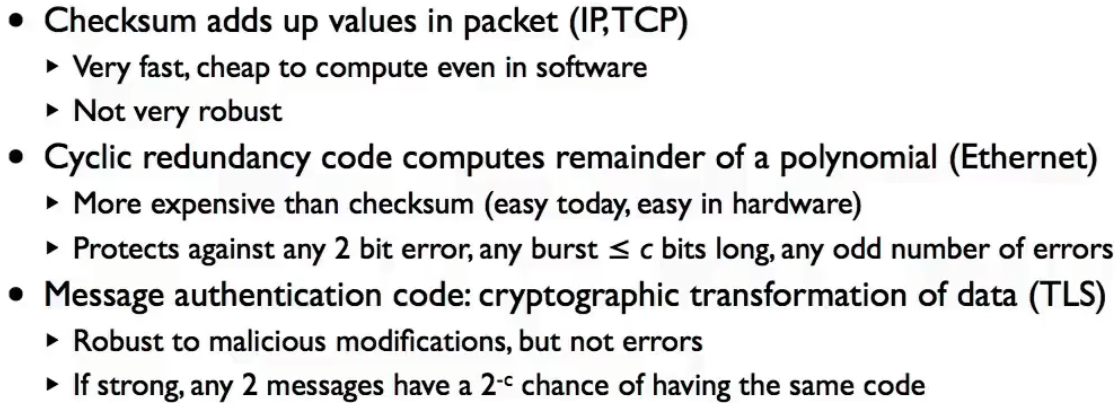 • Checksum adds up values in packet (IP,TCP)
▸ Very fast, cheap to compute even in software
▸ Not very robust
• Cyclic redundancy code computes remainder of a polynomial (Ethernet)
▸ More expensive than checksum (easy today, easy in hardware)
▸ Protects against any 2 bit error, any burst ≤ c bits long, any odd number of errors
• Message authentication code: cryptographic transformation of data (TLS)
▸ Robust to malicious modifications, but not errors
▸ If strong, any 2 messages have a 2⁻ᶜ chance of having the same code